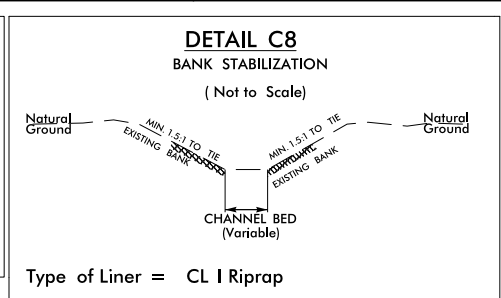 DETAIL C8
BANK STABILIZATION
( Not to Scale)
Natural
Ground
Natural
Ground
MIN. 1.5:1 TO TIE
EXISTING BANK
MIN. 1.5:1 TO TIE
EXISTING BANK
CHANNEL BED
(Variable)
Type of Liner = CL I Riprap